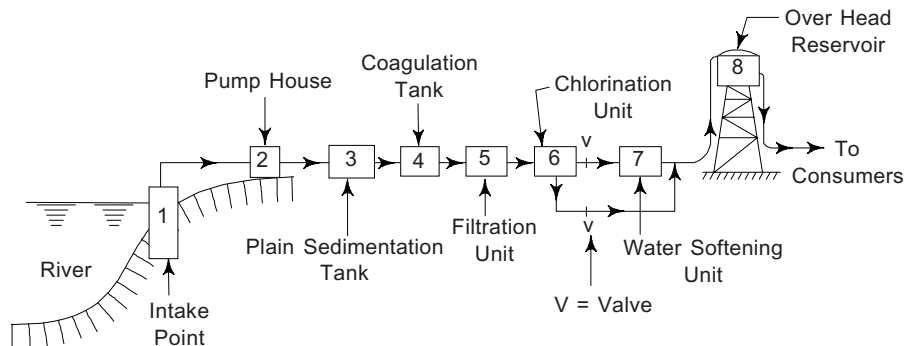 Over Head
Reservoir
8
Coagulation
Tank
Pump House
Chlorination
Unit
V
2
3
4
5
6
7
To
Consumers
1
V
River
Plain Sedimentation
Tank
Filtration
Unit
Water Softening
Unit
Intake
Point
V = Valve